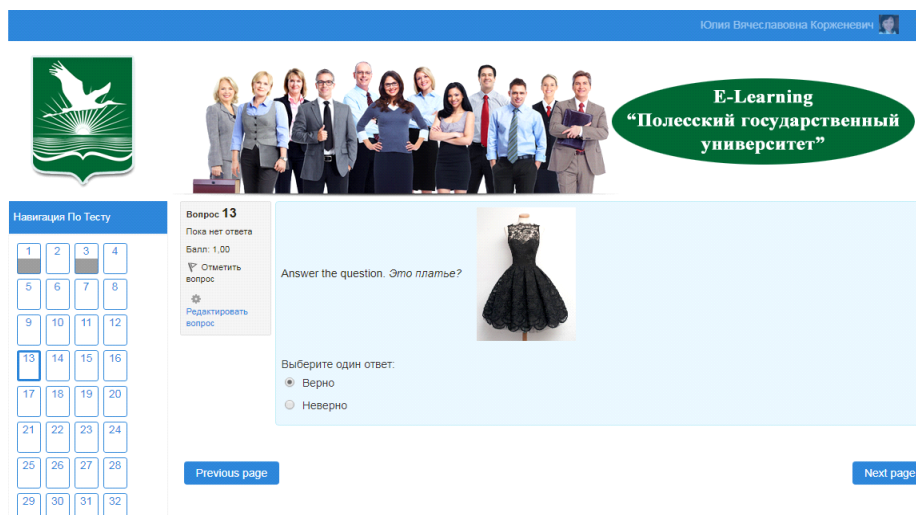 Юлия Вячеславовна Корженевич
E-Learning
“Полесский государственный
университет”
Навигация По Тесту
1 2 3 4
5 6 7 8
9 10 11 12
13 14 15 16
17 18 19 20
21 22 23 24
25 26 27 28
29 30 31 32
Вопрос 13
Пока нет ответа
Балл: 1,00
Отметить
вопрос
Редактировать
вопрос
Answer the question. Это платье?
Выберите один ответ:
Верно
Неверно
Previous page
Next page